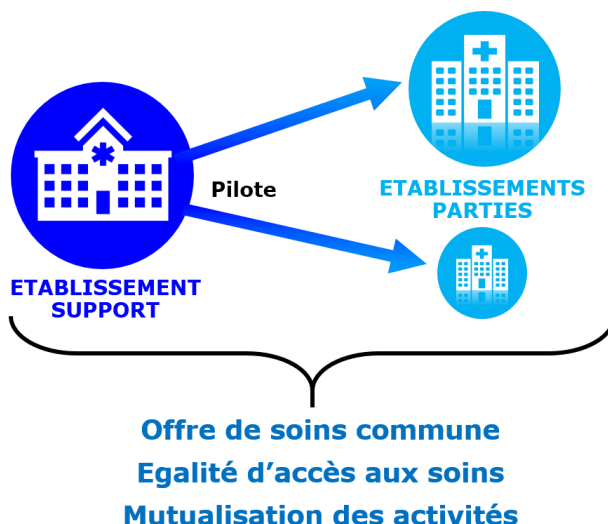 Pilote
ETABLISSEMENTS
PARTIES
ETABLISSEMENT
SUPPORT
Offre de soins commune
Egalité d’accès aux soins
Mutualisation des activités